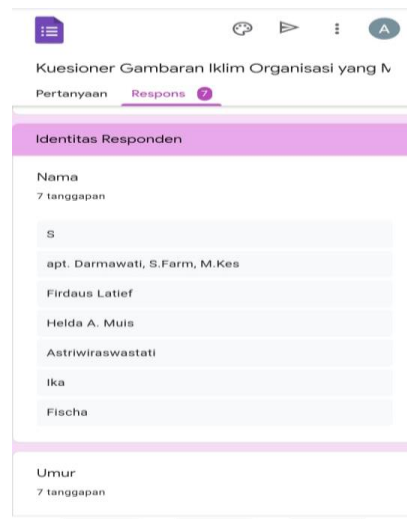 A
Kuesioner Gambaran Iklim Organisasi yang M
Pertanyaan Respons 7
Identitas Responden
Nama
7 tanggapan
S
apt. Darmawati, S.Farm, M.Kes
Firdaus Latief
Helda A. Muis
Astriwiraswastati
Ika
Fischa
Umur
7 tanggapan